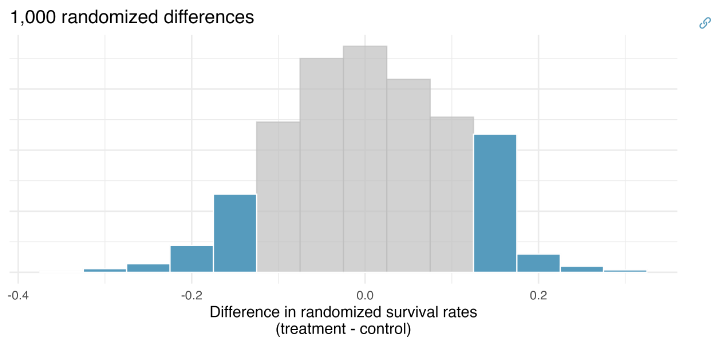 1,000 randomized differences
-0.4
-0.2
0.0
0.2
Difference in randomized survival rates
(treatment - control)